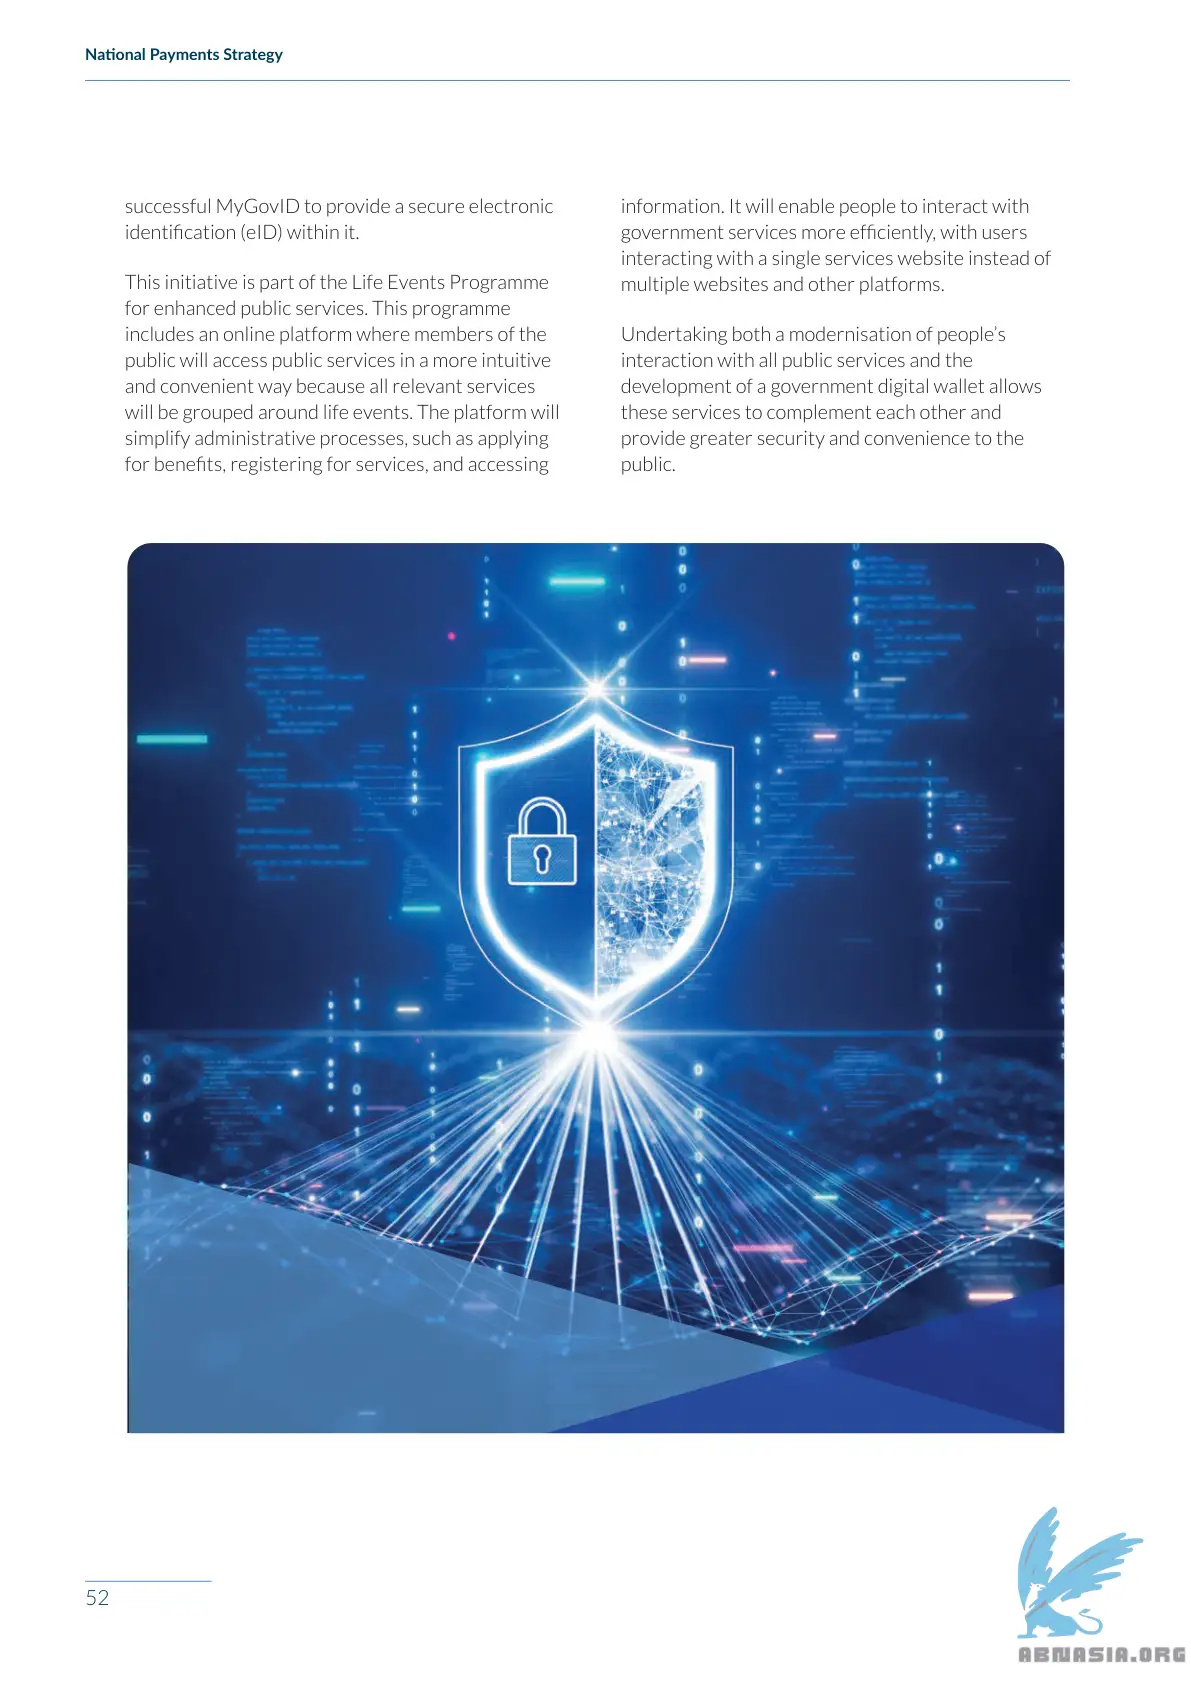 National Payments Strategy
successful MyGovID to provide a secure electronic
identification (eID) within it.
This initiative is part of the Life Events Programme
for enhanced public services. This programme
includes an online platform where members of the
public will access public services in a more intuitive
and convenient way because all relevant services
will be grouped around life events. The platform will
simplify administrative processes, such as applying
for benefits, registering for services, and accessing
information. It will enable people to interact with
government services more efficiently, with users
interacting with a single services website instead of
multiple websites and other platforms.
Undertaking both a modernisation of people’s
interaction with all public services and the
development of a government digital wallet allows
these services to complement each other and
provide greater security and convenience to the
public.
52
ABNASIA.ORG